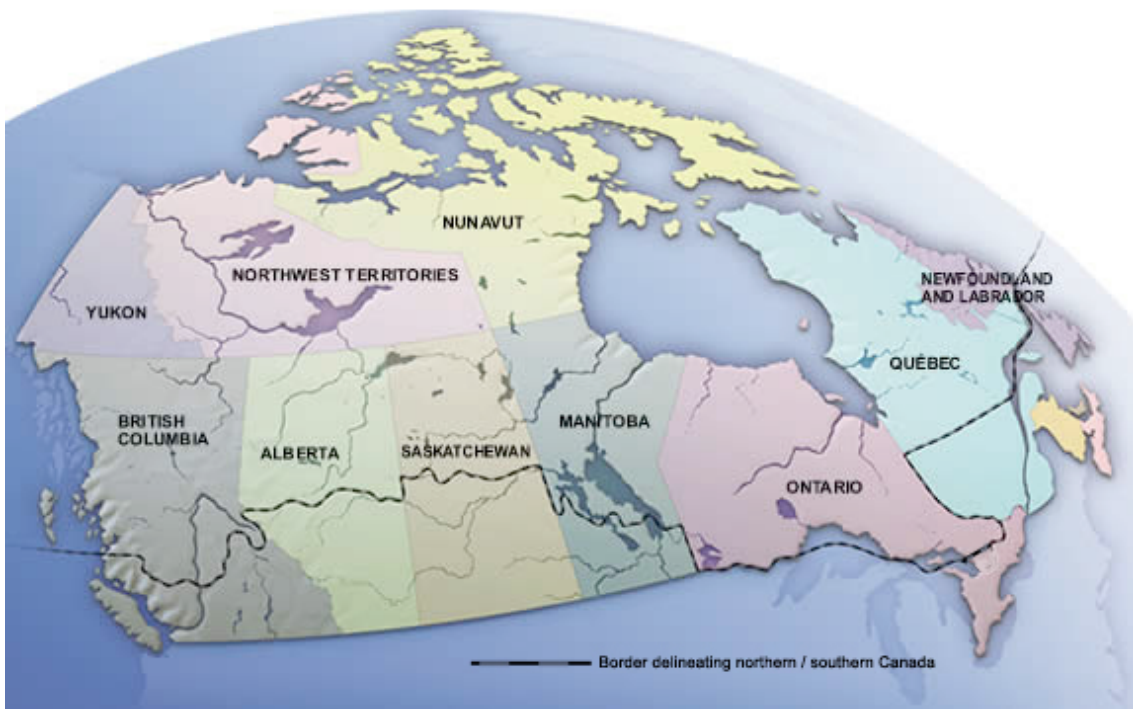 NUNAVUT
NORTHWEST TERRITORIES
YUKON
NEWFOUNDLAND
AND LABRADOR
QUÉBEC
BRITISH
COLUMBIA
ALBERTA
SASKATCHEWAN
MANITOBA
ONTARIO
Border delineating northern / southern Canada